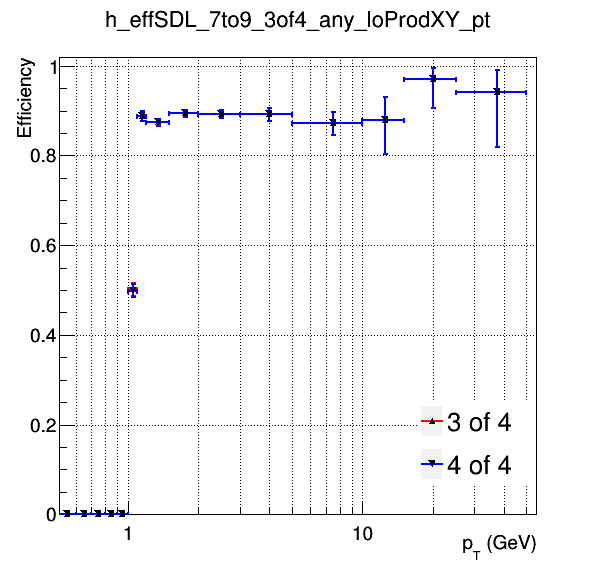 h_effSDL_7to9_3of4_any_loProdXY_pt
Efficiency
1
0.8
0.6
0.4
0.2
0
3 of 4
4 of 4
1
10
p_T (GeV)